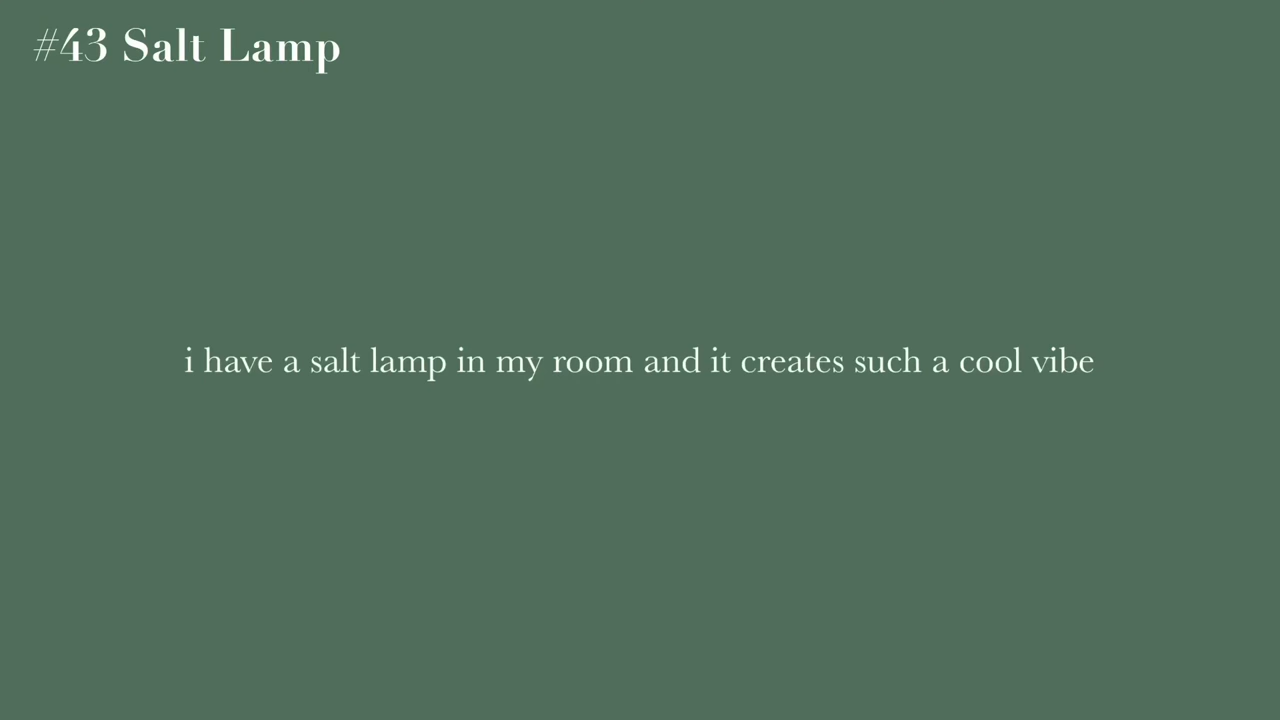 #43 Salt Lamp
i have a salt lamp in my room and it creates such a cool vibe